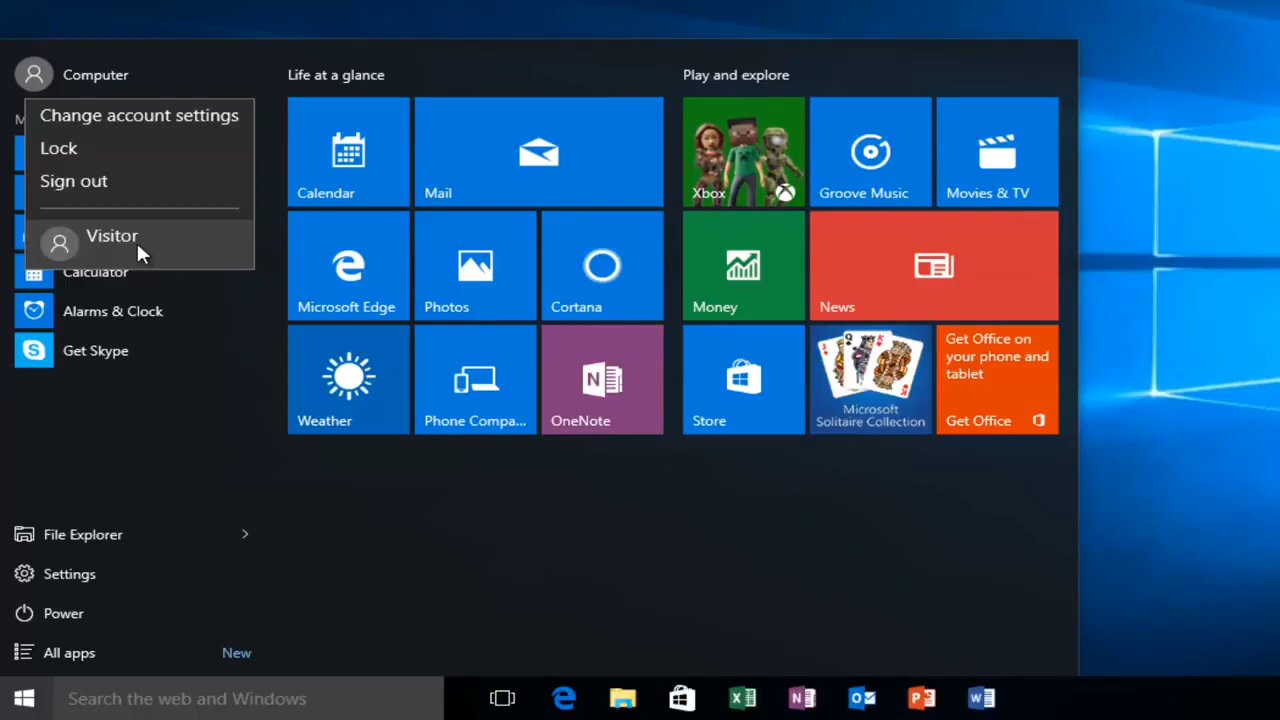 Computer
Change account settings
Lock
Sign out
Visitor
Calculator
Alarms & Clock
Get Skype
File Explorer
Settings
Power
All apps
New
Life at a glance
Calendar
Mail
Microsoft Edge
Photos
Cortana
Weather
Phone Compa...
OneNote
Play and explore
Xbox
Groove Music
Movies & TV
Money
News
Store
Microsoft
Solitaire Collection
Get Office on
your phone and
tablet
Get Office
Search the web and Windows